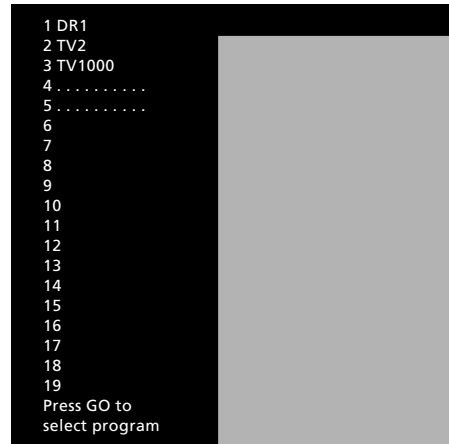 1 DR1
2 TV2
3 TV1000
4 . . . . . . . . . .
5 . . . . . . . . . .
6
7
8
9
10
11
12
13
14
15
16
17
18
19
Press GO to
select program